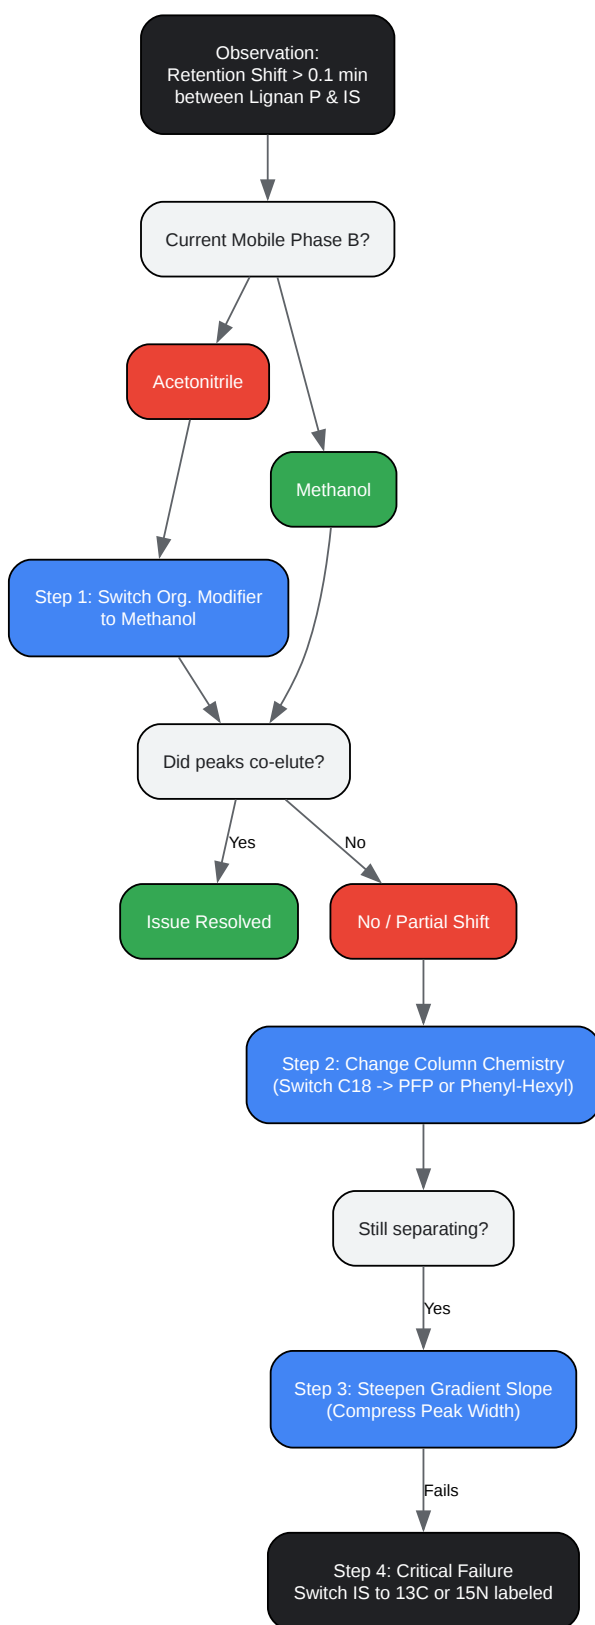 Observation:
Retention Shift > 0.1 min
between Lignan P & IS
Current Mobile Phase B?
Acetonitrile
Methanol
Step 1: Switch Org. Modifier
to Methanol
Did peaks co-elute?
Yes
No
Issue Resolved
No / Partial Shift
Step 2: Change Column Chemistry
(Switch C18 -> PFP or Phenyl-Hexyl)
Still separating?
Yes
Step 3: Steepen Gradient Slope
(Compress Peak Width)
Fails
Step 4: Critical Failure
Switch IS to 13C or 15N labeled